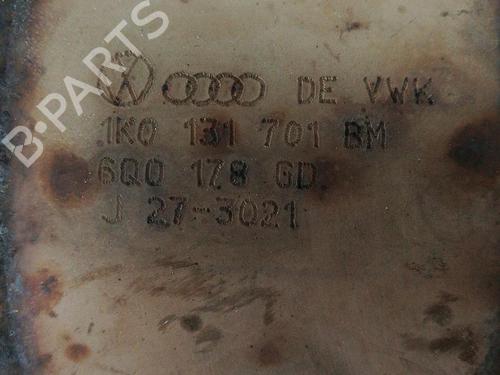 B-PARTS
DE VWK
1K0 131 701 BM
6Q0 178 GD
J 27-3021